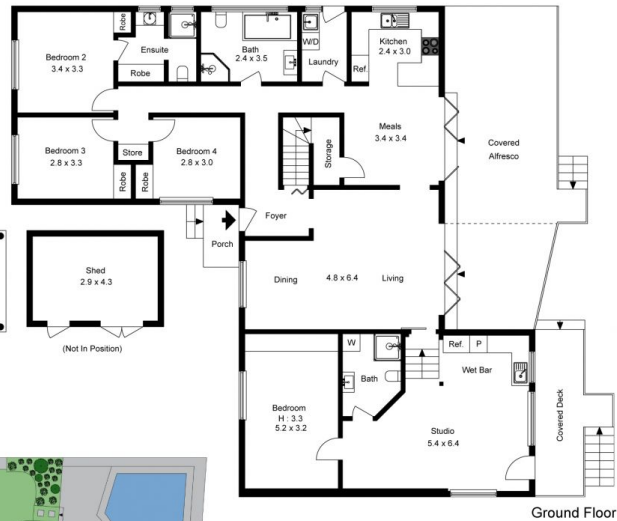 Robe
Ensuite
Robe
Bedroom 2
3.4 x 3.3
Bath
2.4 x 3.5
W/D
Laundry
Kitchen
2.4 x 3.0
Ref.
Meals
3.4 x 3.4
Covered
Alfresco
Bedroom 3
2.8 x 3.3
Store
Bedroom 4
2.8 x 3.0
Robe
Robe
Storage
Foyer
Porch
Shed
2.9 x 4.3
(Not In Position)
Dining
4.8 x 6.4
Living
W
Bath
Ref.
P
Wet Bar
Bedroom
H : 3.3
5.2 x 3.2
Studio
5.4 x 6.4
Covered Deck
Ground Floor